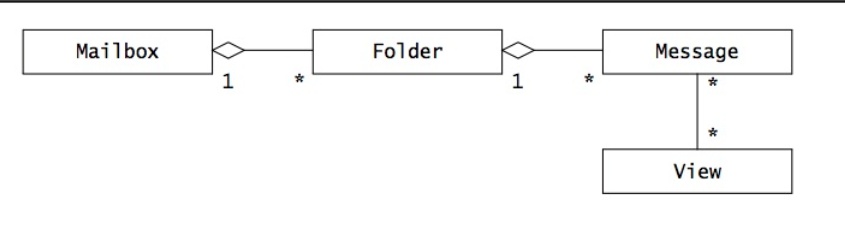 Mailbox Folder Message
1 * 1 * *
*
View